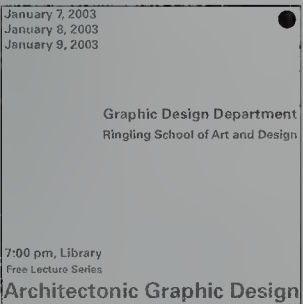 January 7, 2003
January 8, 2003
January 9, 2003
Graphic Design Department
Ringling School of Art and Design
7:00 pm, Library
Free Lecture Series
Architectonic Graphic Design